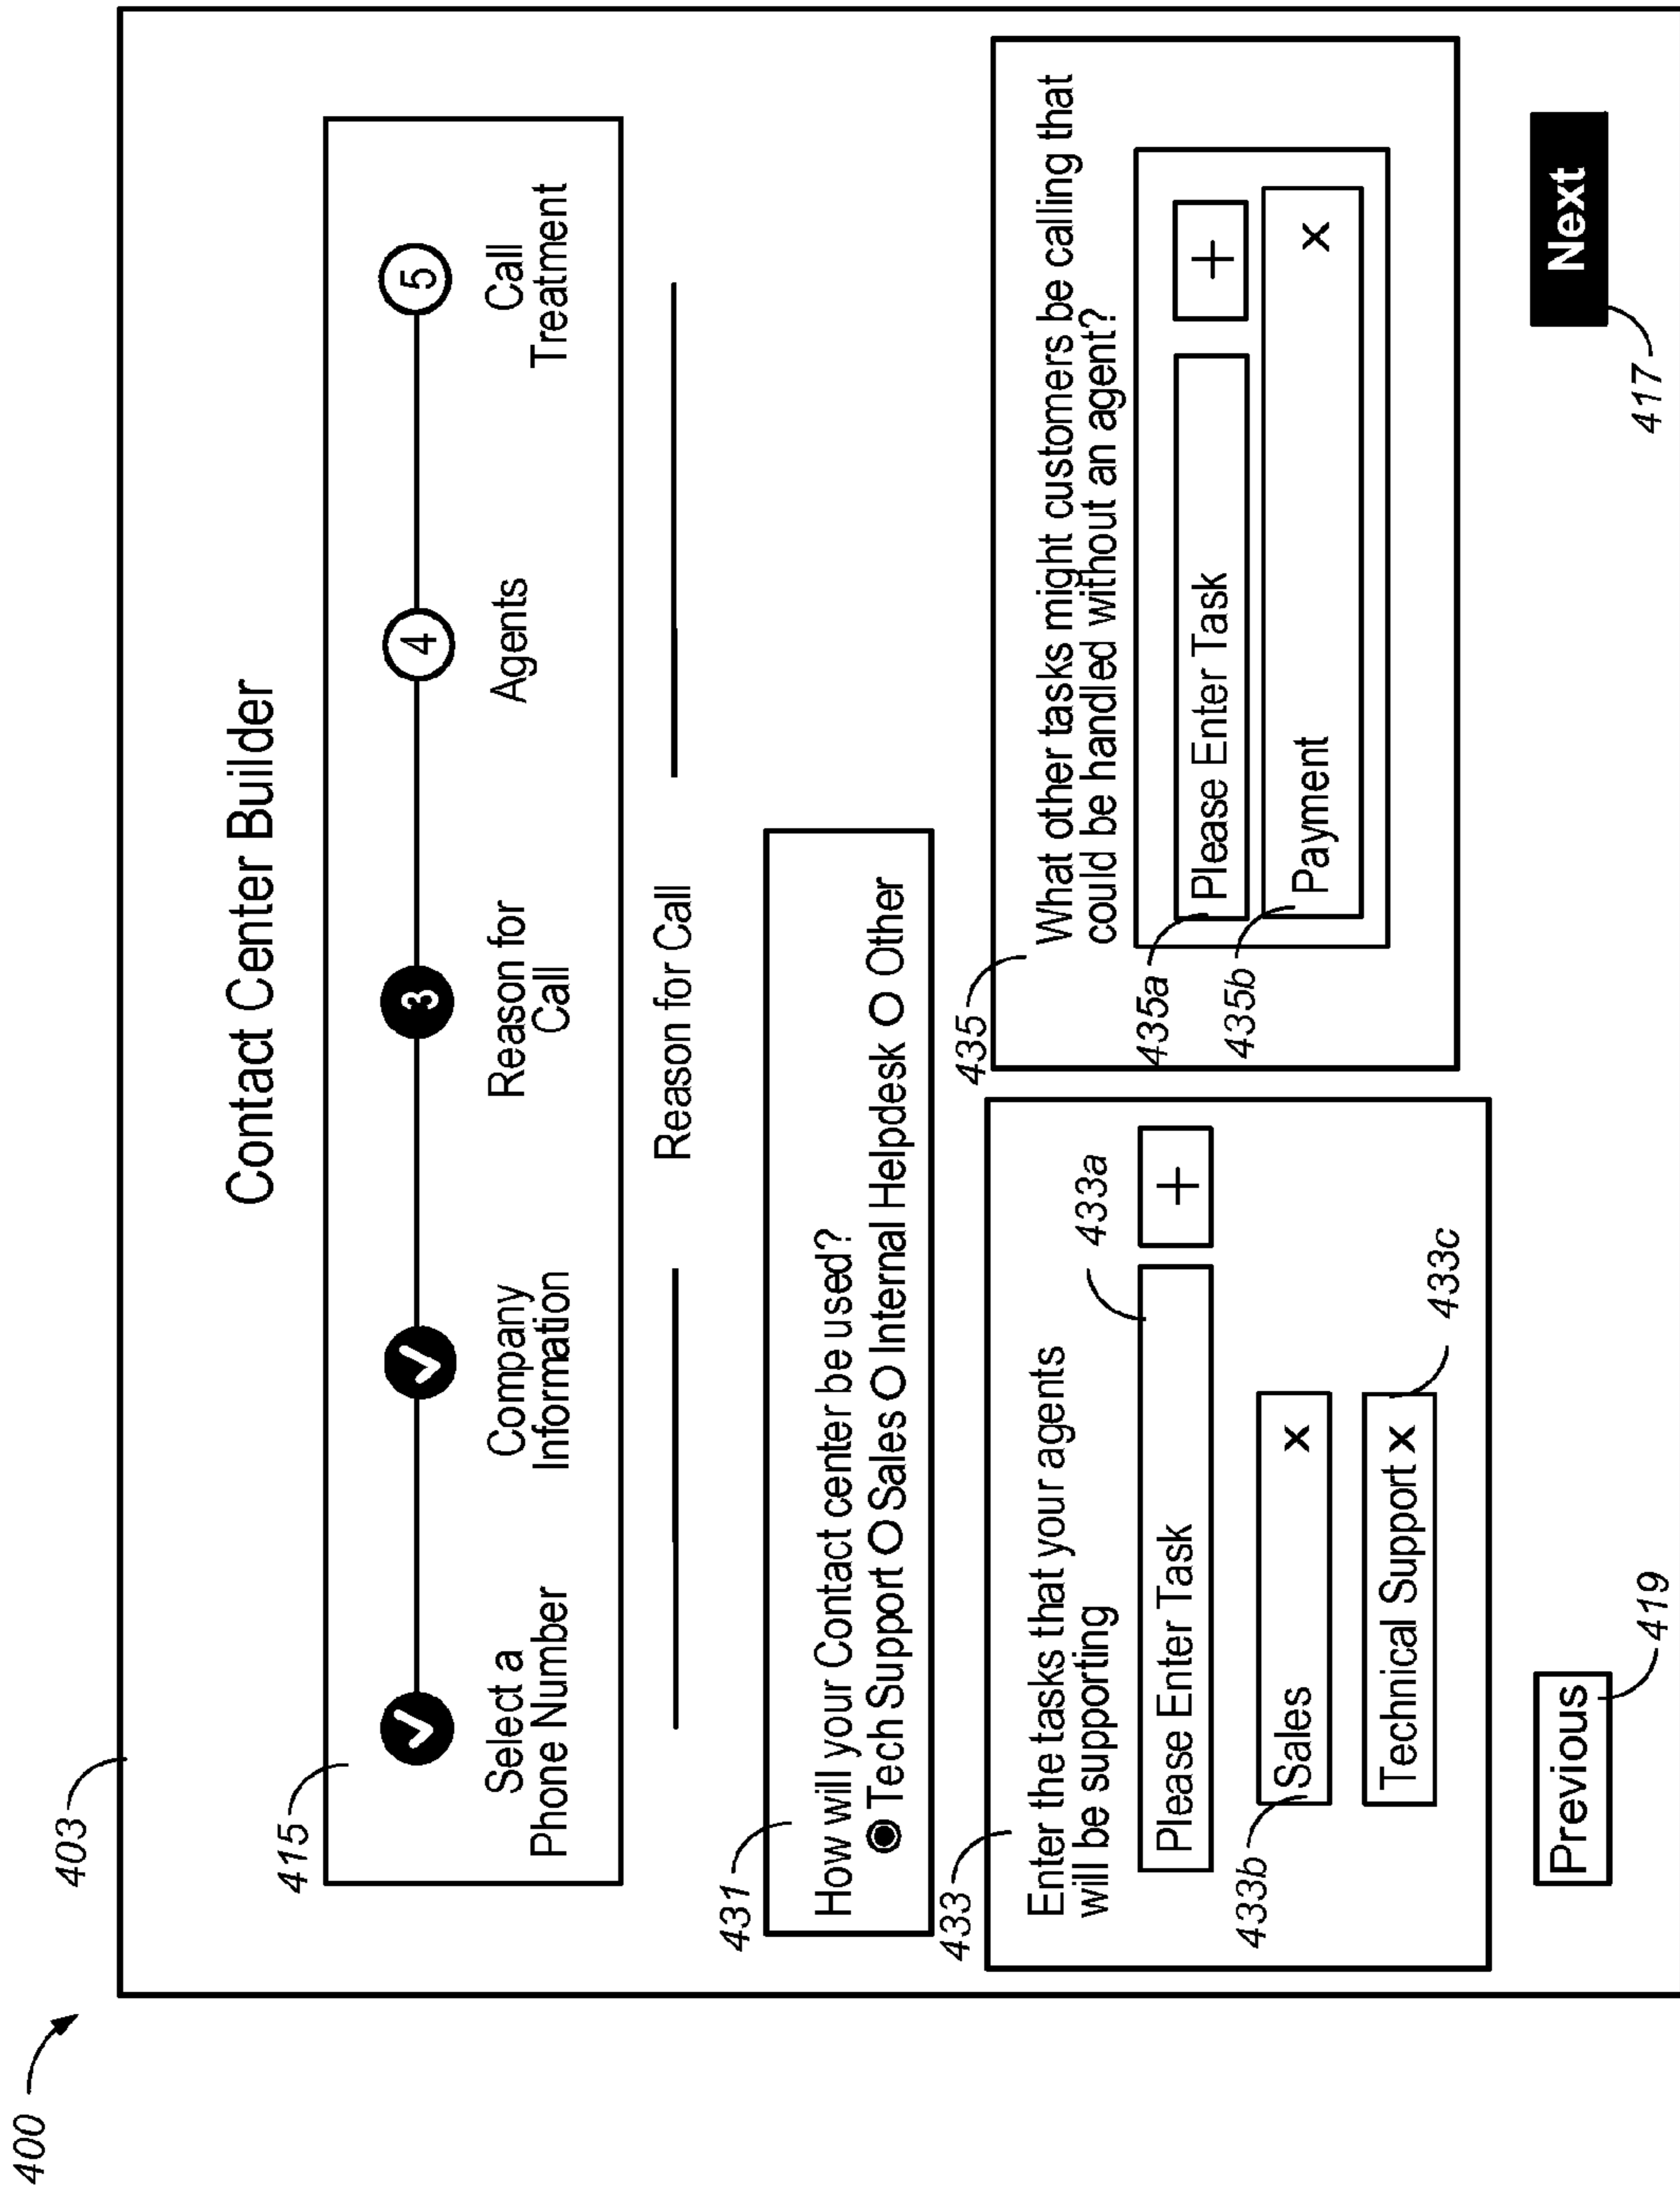 400
403
Contact Center Builder
415
3
4
5
Select a
Phone Number
Company
Information
Reason for
Call
Agents
Call
Treatment
Reason for Call
431
How will your Contact center be used?
Tech Support Sales Internal Helpdesk Other
433
Enter the tasks that your agents
will be supporting
433a
Please Enter Task +
433b
Sales X
Technical Support X
433c
435
What other tasks might customers be calling that
could be handled without an agent?
435a
Please Enter Task +
435b
Payment X
Previous
419
Next
417